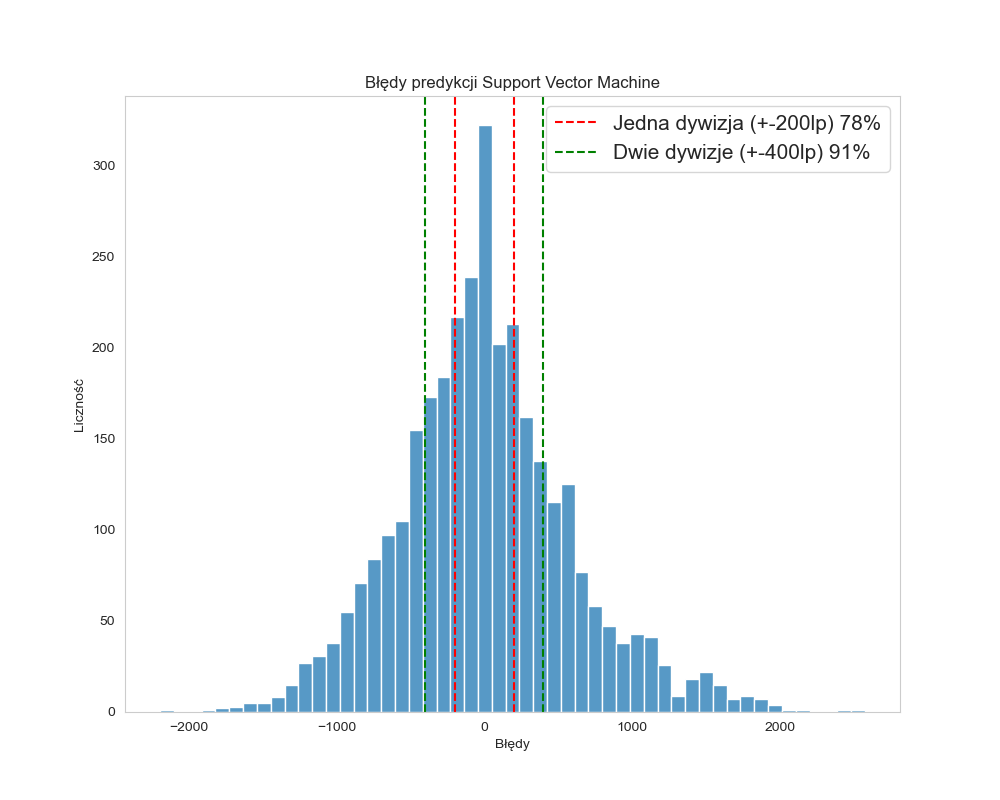 Błędy predykcji Support Vector Machine
Jedna dywizja (+-200lp) 78%
Dwie dywizje (+-400lp) 91%
300
250
200
150
100
50
0
Liczność
−2000
−1000
0
1000
2000
Błędy